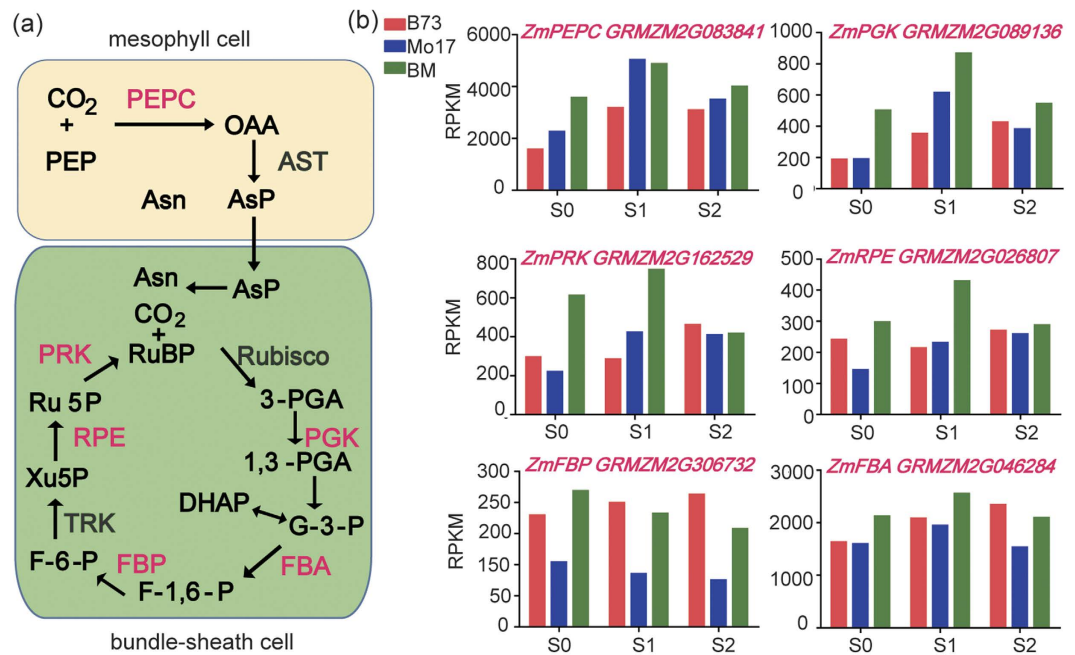 (a)
mesophyll cell
CO2 PEPC
+ OAA
PEP AST
Asn AsP
Asn AsP
CO2
+
PRK RuBP Rubisco
Ru 5P 3-PGA
RPE PGK
Xu5P 1,3 -PGA
DHAP
TRK G-3-P
F-6-P FBP FBA
F-1,6-P
bundle-sheath cell
(b)
B73
Mo17
BM
ZmPEPC GRMZM2G083841
RPKM
6000
4000
2000
0
S0 S1 S2
ZmPGK GRMZM2G089136
1000
800
600
400
200
0
S0 S1 S2
ZmPRK GRMZM2G162529
RPKM
800
600
400
200
0
S0 S1 S2
ZmRPE GRMZM2G026807
500
400
300
200
100
0
S0 S1 S2
ZmFBP GRMZM2G306732
RPKM
300
250
200
150
100
50
0
S0 S1 S2
ZmFBA GRMZM2G046284
3000
2000
1000
0
S0 S1 S2